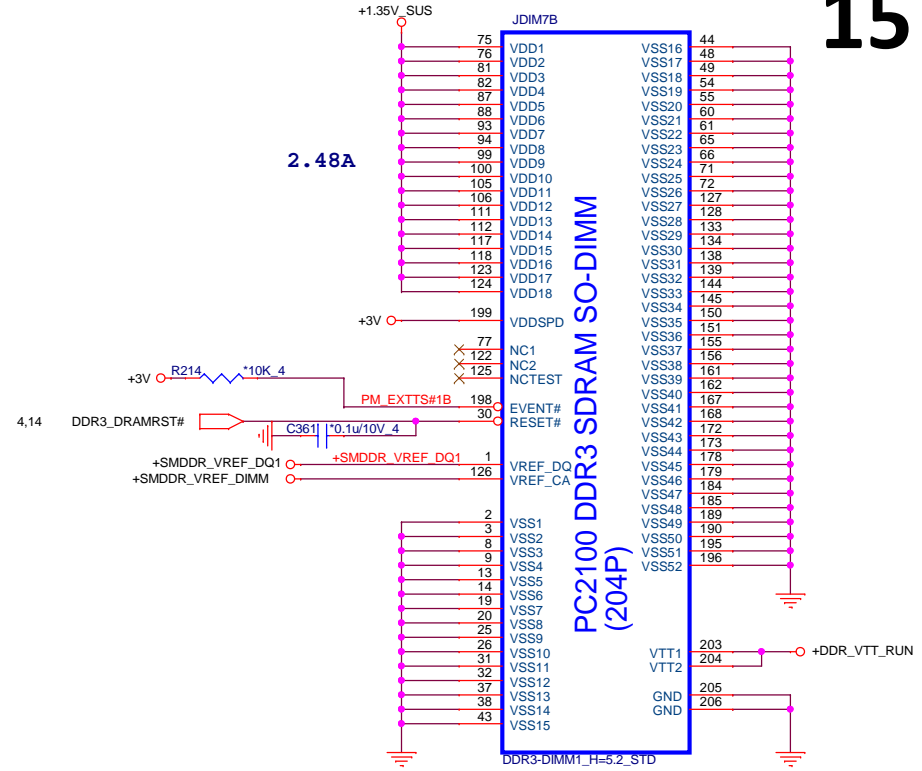 15
+1.35V_SUS
JDIM7B
2.48A
75 VDD1
76 VDD2
81 VDD3
82 VDD4
87 VDD5
88 VDD6
93 VDD7
94 VDD8
99 VDD9
100 VDD10
105 VDD11
106 VDD12
111 VDD13
112 VDD14
117 VDD15
118 VDD16
123 VDD17
124 VDD18
+3V 199 VDDSPD
77 NC1
122 NC2
125 NCTEST
+3V R214 *10K_4
PM_EXTTS#1B 198 EVENT#
4,14 DDR3_DRAMRST# 30 RESET#
C361 *0.1u/10V_4
+SMDDR_VREF_DQ1 +SMDDR_VREF_DQ1 1 VREF_DQ
+SMDDR_VREF_DIMM 126 VREF_CA
2 VSS1
3 VSS2
8 VSS3
9 VSS4
13 VSS5
14 VSS6
19 VSS7
20 VSS8
25 VSS9
26 VSS10
31 VSS11
32 VSS12
37 VSS13
38 VSS14
43 VSS15
PC2100 DDR3 SDRAM SO-DIMM
(204P)
VSS16 44
VSS17 48
VSS18 49
VSS19 54
VSS20 55
VSS21 60
VSS22 61
VSS23 65
VSS24 66
VSS25 71
VSS26 72
VSS27 127
VSS28 128
VSS29 133
VSS30 134
VSS31 138
VSS32 139
VSS33 144
VSS34 145
VSS35 150
VSS36 151
VSS37 155
VSS38 156
VSS39 161
VSS40 162
VSS41 167
VSS42 168
VSS43 172
VSS44 173
VSS45 178
VSS46 179
VSS47 184
VSS48 185
VSS49 189
VSS50 190
VSS51 195
VSS52 196
VTT1 203 +DDR_VTT_RUN
VTT2 204
GND 205
GND 206
DDR3-DIMM1_H=5.2_STD